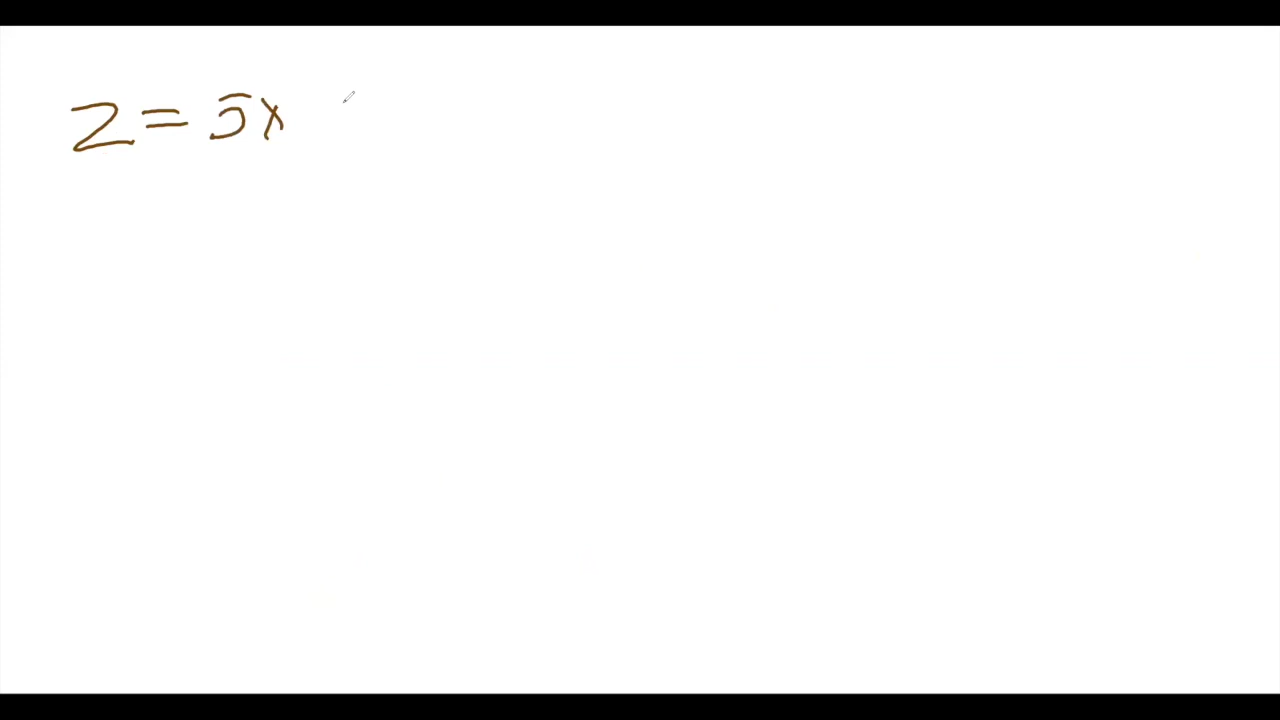 z = 5x